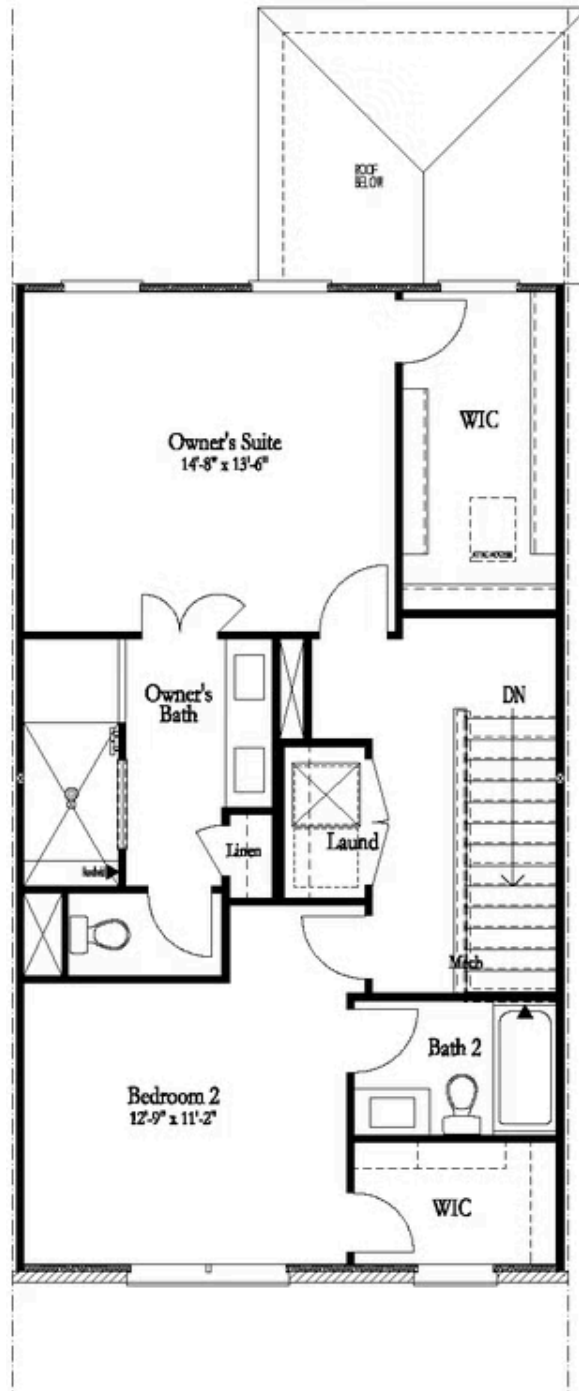 ROOF
BELOW
WIC
Owner's Suite
14'-8" x 13'-6"
Owner's
Bath
DN
Linen
Laund
Mech
Bath 2
Bedroom 2
12'-9" x 11'-2"
WIC